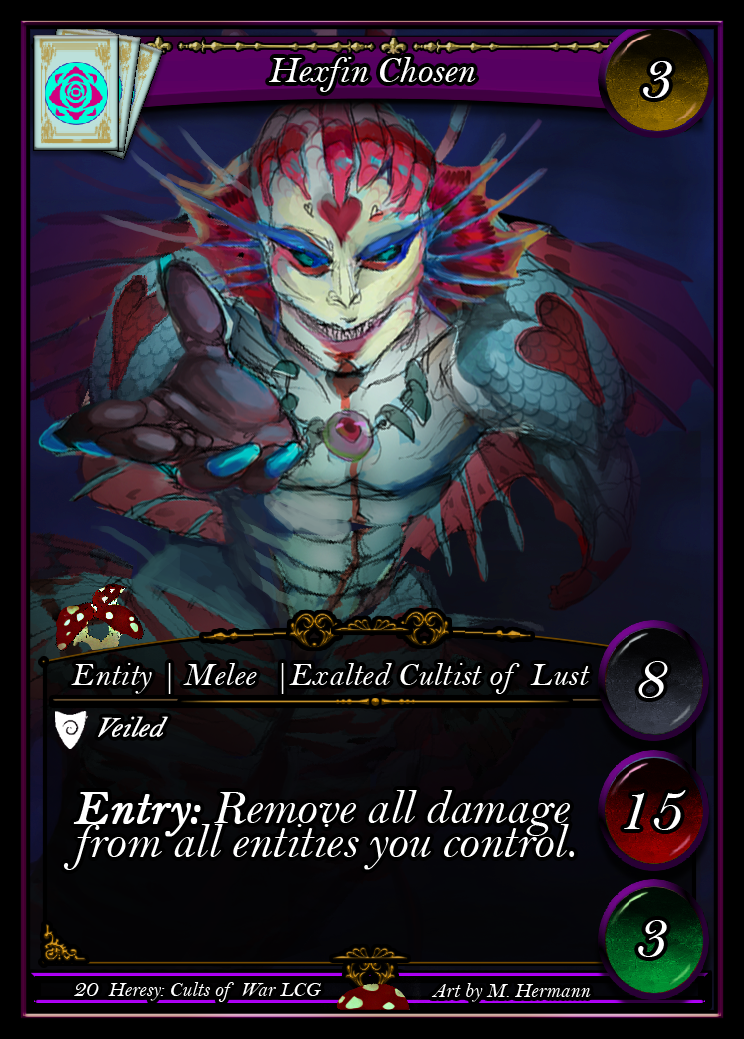 Hexfin Chosen
3
Entity | Melee |Exalted Cultist of Lust
8
Veiled
Entry: Remove all damage
from all entities you control.
15
3
20 Heresy: Cults of War LCG
Art by M. Hermann